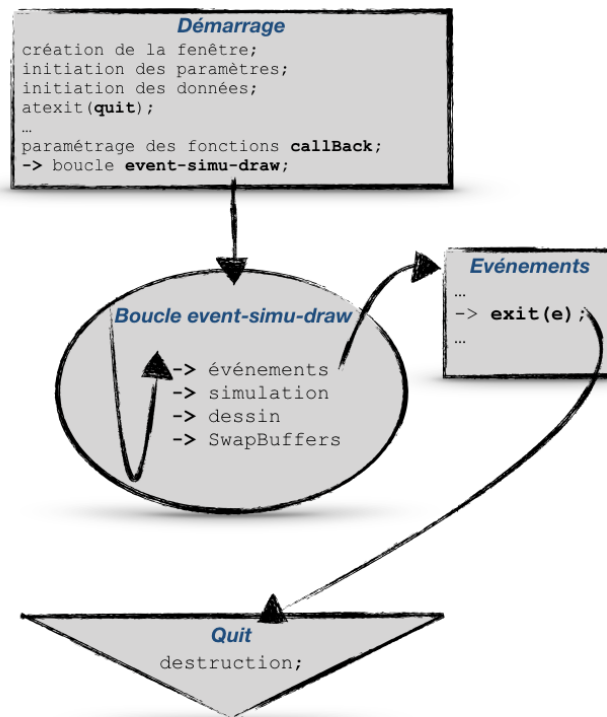 Démarrage
création de la fenêtre;
initiation des paramètres;
initiation des données;
atexit(quit);
…
paramétrage des fonctions callBack;
-> boucle event-simu-draw;
Evénements
…
-> exit(e);
…
Boucle event-simu-draw
-> événements
-> simulation
-> dessin
-> SwapBuffers
Quit
destruction;